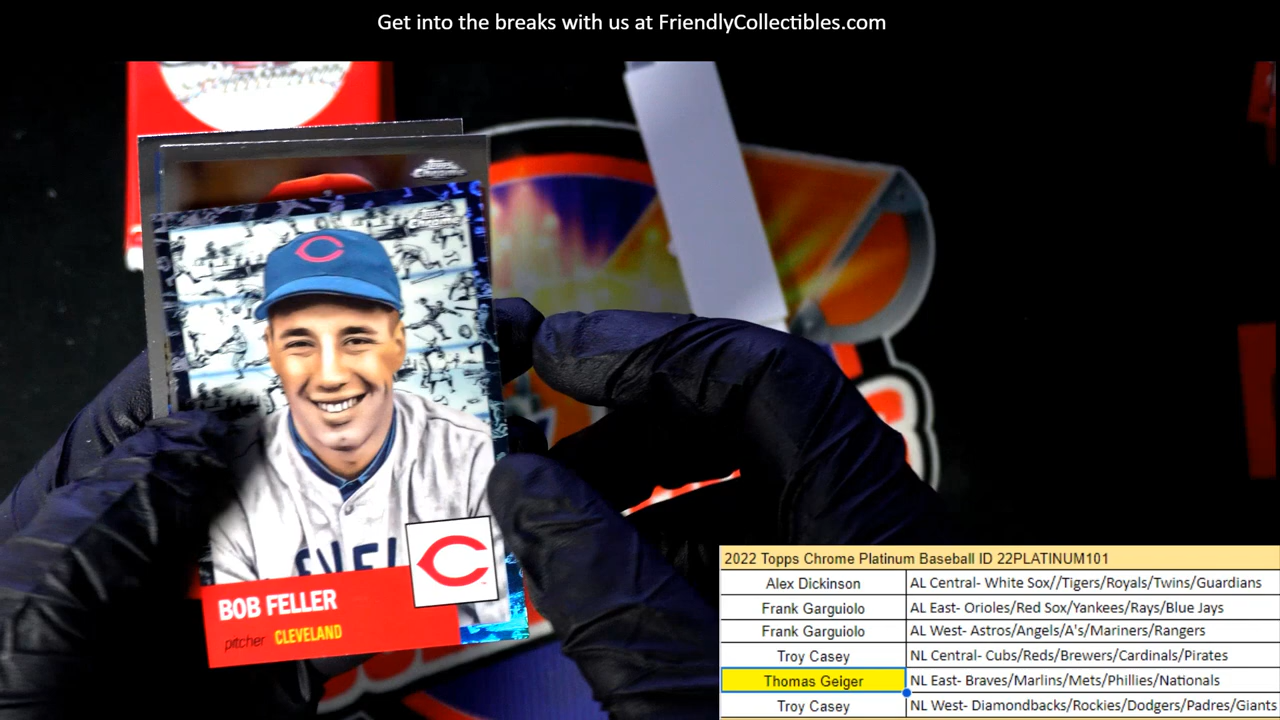 Get into the breaks with us at FriendlyCollectibles.com
Topps
Chrome
Topps
Chrome
C
C
BOB FELLER
pitcher CLEVELAND
2022 Topps Chrome Platinum Baseball ID 22PLATINUM101
Alex Dickinson AL Central- White Sox//Tigers/Royals/Twins/Guardians
Frank Garguiolo AL East- Orioles/Red Sox/Yankees/Rays/Blue Jays
Frank Garguiolo AL West- Astros/Angels/A's/Mariners/Rangers
Troy Casey NL Central- Cubs/Reds/Brewers/Cardinals/Pirates
Thomas Geiger NL East- Braves/Marlins/Mets/Phillies/Nationals
Troy Casey NL West- Diamondbacks/Rockies/Dodgers/Padres/Giants